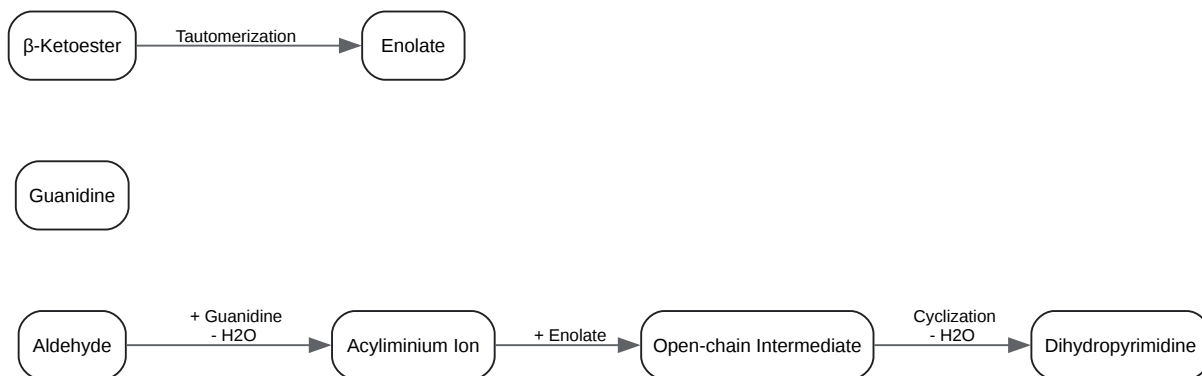 β-Ketoester
Tautomerization
Enolate
Guanidine
Aldehyde
+ Guanidine
- H2O
Acyliminium Ion
+ Enolate
Open-chain Intermediate
Cyclization
- H2O
Dihydropyrimidine